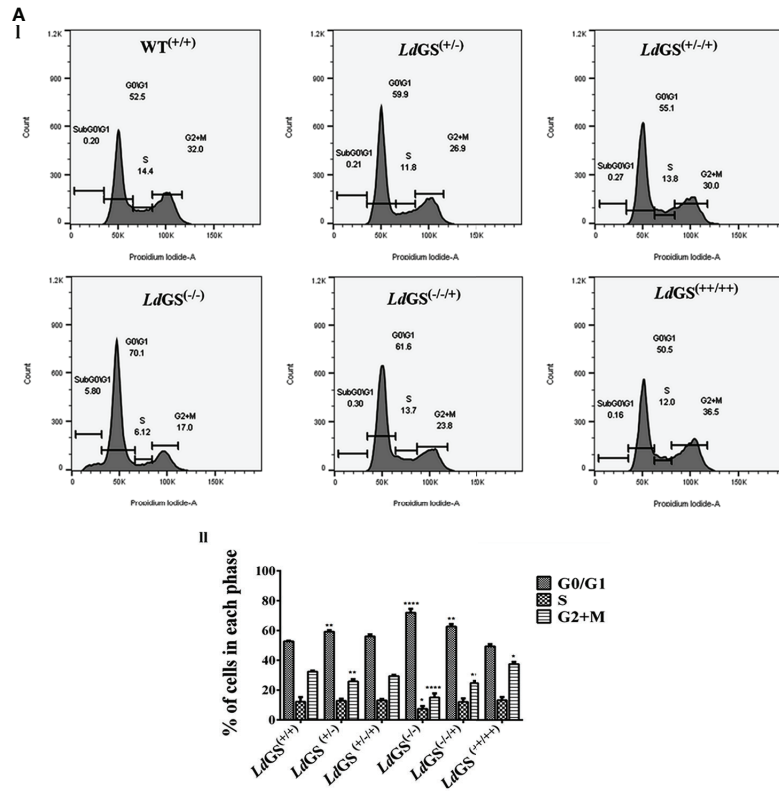 A
I
WT(+/+)
1.2K
900
600
300
0
Count
SubG0\G1
0.20
G0\G1
52.5
S
14.4
G2+M
32.0
0 50K 100K 150K
Propidium Iodide-A
LdGS(+/-)
1.2K
900
600
300
0
Count
SubG0\G1
0.21
G0\G1
59.9
S
11.8
G2+M
26.9
0 50K 100K 150K
Propidium Iodide-A
LdGS(+/-/+)
1.2K
900
600
300
0
Count
SubG0\G1
0.27
G0\G1
55.1
S
13.8
G2+M
30.0
0 50K 100K 150K
Propidium Iodide-A
LdGS(-/-)
1.2K
900
600
300
0
Count
SubG0\G1
5.80
G0\G1
70.1
S
6.12
G2+M
17.0
0 50K 100K 150K
Propidium Iodide-A
LdGS(-/-/+)
1.2K
900
600
300
0
Count
SubG0\G1
0.30
G0\G1
61.6
S
13.7
G2+M
23.8
0 50K 100K 150K
Propidium Iodide-A
LdGS(++/++)
1.2K
900
600
300
0
Count
SubG0\G1
0.16
G0\G1
50.5
S
12.0
G2+M
36.5
0 50K 100K 150K
Propidium Iodide-A
II
% of cells in each phase
100
80
60
40
20
0
** ** **** * **** ** *
G0/G1
S
G2+M
LdGS(+/+)
LdGS (+/-)
LdGS (+/-/+)
LdGS(-/-)
LdGS(-/-/+)